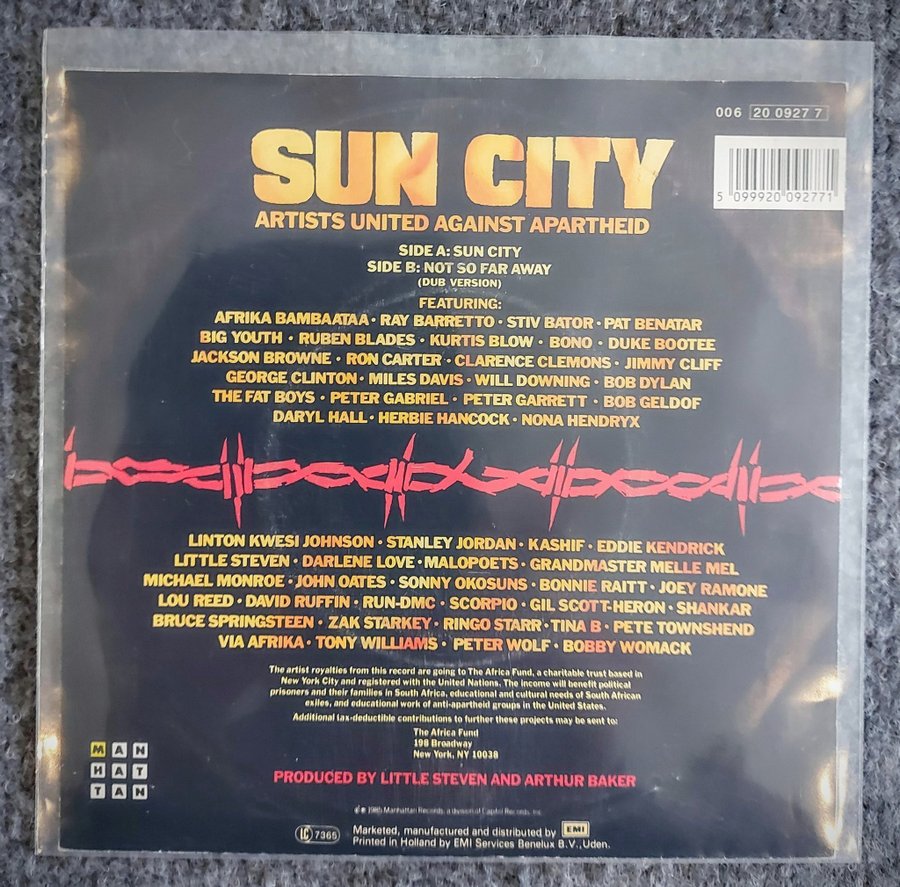 006 20 0927 7
5 099920 092771
SUN CITY
ARTISTS UNITED AGAINST APARTHEID
SIDE A: SUN CITY
SIDE B: NOT SO FAR AWAY
(DUB VERSION)
FEATURING:
AFRIKA BAMBAATAA • RAY BARRETTO • STIV BATOR • PAT BENATAR
BIG YOUTH • RUBEN BLADES • KURTIS BLOW • BONO • DUKE BOOTEE
JACKSON BROWNE • RON CARTER • CLARENCE CLEMONS • JIMMY CLIFF
GEORGE CLINTON • MILES DAVIS • WILL DOWNING • BOB DYLAN
THE FAT BOYS • PETER GABRIEL • PETER GARRETT • BOB GELDOF
DARYL HALL • HERBIE HANCOCK • NONA HENDRYX
LINTON KWESI JOHNSON • STANLEY JORDAN • KASHIF • EDDIE KENDRICK
LITTLE STEVEN • DARLENE LOVE • MALOPOETS • GRANDMASTER MELLE MEL
MICHAEL MONROE • JOHN OATES • SONNY OKOSUNS • BONNIE RAITT • JOEY RAMONE
LOU REED • DAVID RUFFIN • RUN-DMC • SCORPIO • GIL SCOTT-HERON • SHANKAR
BRUCE SPRINGSTEEN • ZAK STARKEY • RINGO STARR • TINA B • PETE TOWNSHEND
VIA AFRIKA • TONY WILLIAMS • PETER WOLF • BOBBY WOMACK
The artist royalties from this record are going to The Africa Fund, a charitable trust based in
New York City and registered with the United Nations. The income will benefit political
prisoners and their families in South Africa, educational and cultural needs of South African
exiles, and educational work of anti-apartheid groups in the United States.
Additional tax-deductible contributions to further these projects may be sent to:
The Africa Fund
198 Broadway
New York, NY 10038
PRODUCED BY LITTLE STEVEN AND ARTHUR BAKER
MAN
HAT
TAN
℗ 1985 Manhattan Records, a division of Capitol Records, Inc.
LC 7365
Marketed, manufactured and distributed by EMI
Printed in Holland by EMI Services Benelux B.V., Uden.